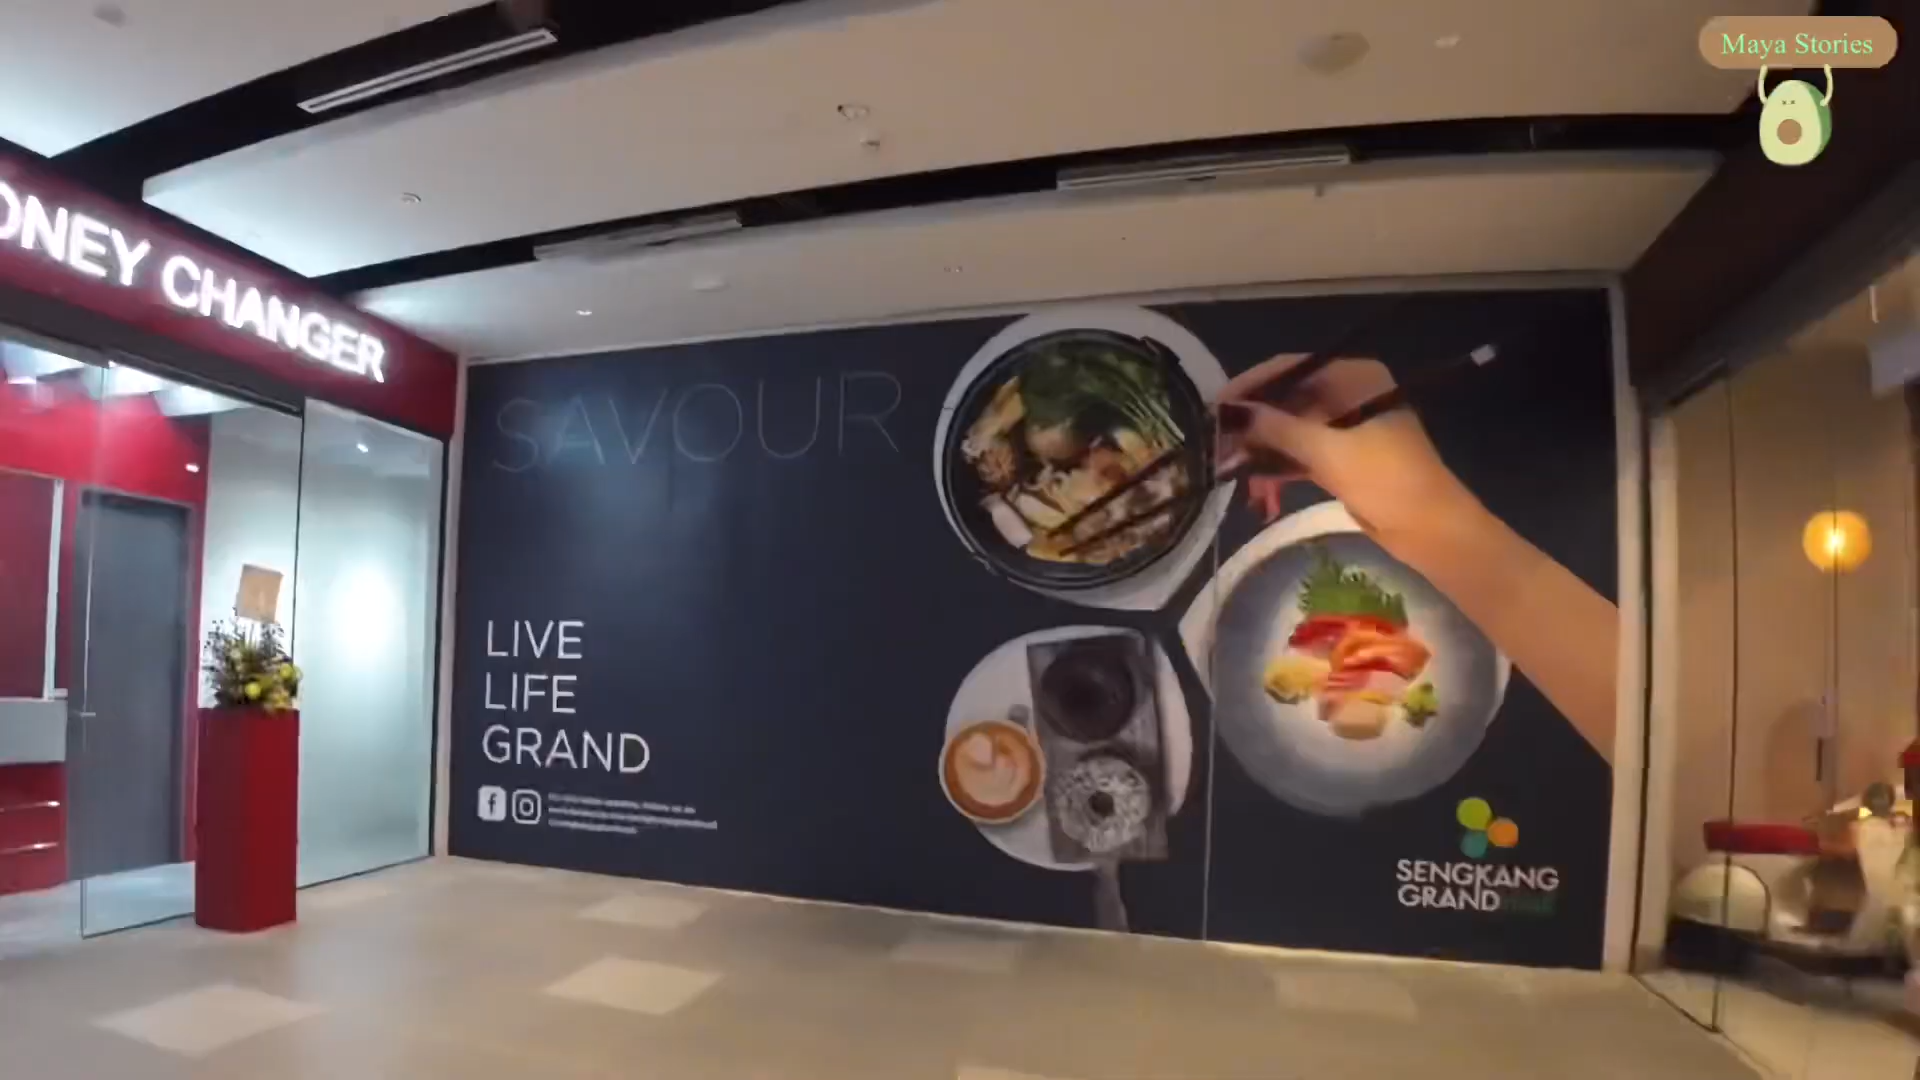 Maya Stories
ONEY CHANGER
SAVOUR
LIVE
LIFE
GRAND
SENGKANG
GRAND